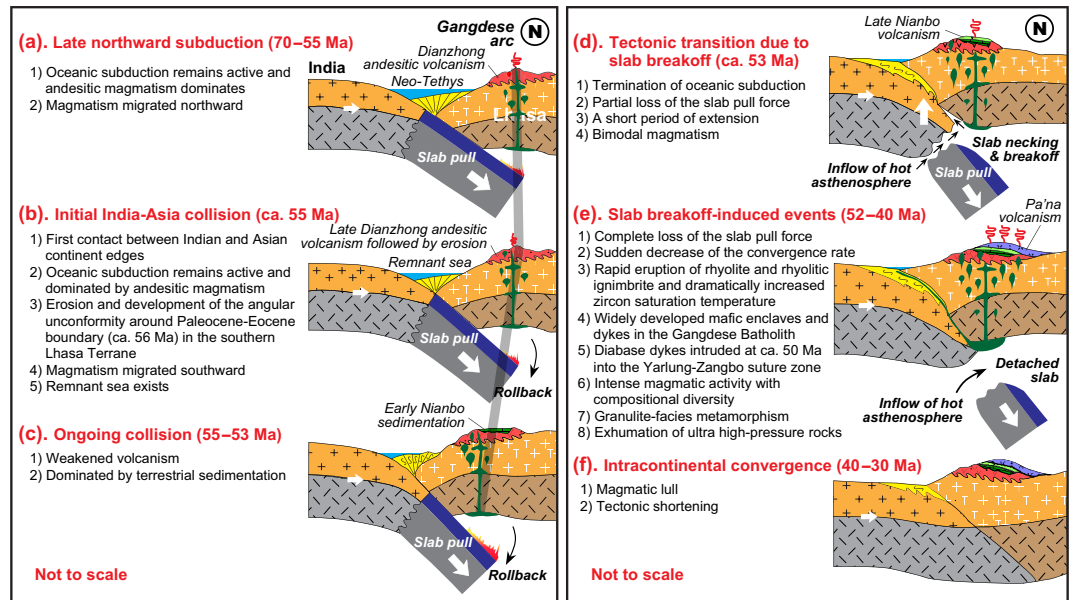 (a). Late northward subduction (70–55 Ma)
1) Oceanic subduction remains active and
andesitic magmatism dominates
2) Magmatism migrated northward
Gangdese
arc
N
Dianzhong
andesitic volcanism
India
Neo-Tethys
Lhasa
Slab pull
(b). Initial India-Asia collision (ca. 55 Ma)
1) First contact between Indian and Asian
continent edges
2) Oceanic subduction remains active and
dominated by andesitic magmatism
3) Erosion and development of the angular
unconformity around Paleocene-Eocene
boundary (ca. 56 Ma) in the southern
Lhasa Terrane
4) Magmatism migrated southward
5) Remnant sea exists
Late Dianzhong andesitic
volcanism followed by erosion
Remnant sea
Slab pull
Rollback
(c). Ongoing collision (55–53 Ma)
1) Weakened volcanism
2) Dominated by terrestrial sedimentation
Early Nianbo
sedimentation
Slab pull
Rollback
Not to scale
(d). Tectonic transition due to
slab breakoff (ca. 53 Ma)
1) Termination of oceanic subduction
2) Partial loss of the slab pull force
3) A short period of extension
4) Bimodal magmatism
Late Nianbo
volcanism
N
Slab necking
& breakoff
Inflow of hot
asthenosphere
Slab pull
(e). Slab breakoff-induced events (52–40 Ma)
1) Complete loss of the slab pull force
2) Sudden decrease of the convergence rate
3) Rapid eruption of rhyolite and rhyolitic
ignimbrite and dramatically increased
zircon saturation temperature
4) Widely developed mafic enclaves and
dykes in the Gangdese Batholith
5) Diabase dykes intruded at ca. 50 Ma
into the Yarlung-Zangbo suture zone
6) Intense magmatic activity with
compositional diversity
7) Granulite-facies metamorphism
8) Exhumation of ultra high-pressure rocks
Pa'na
volcanism
Detached
slab
Inflow of hot
asthenosphere
(f). Intracontinental convergence (40–30 Ma)
1) Magmatic lull
2) Tectonic shortening
Not to scale